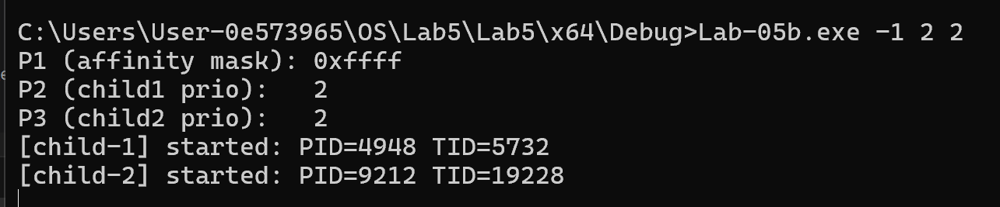 C:\Users\User-0e573965\OS\Lab5\Lab5\x64\Debug>Lab-05b.exe -1 2 2
P1 (affinity mask): 0xffff
P2 (child1 prio):   2
P3 (child2 prio):   2
[child-1] started: PID=4948 TID=5732
[child-2] started: PID=9212 TID=19228